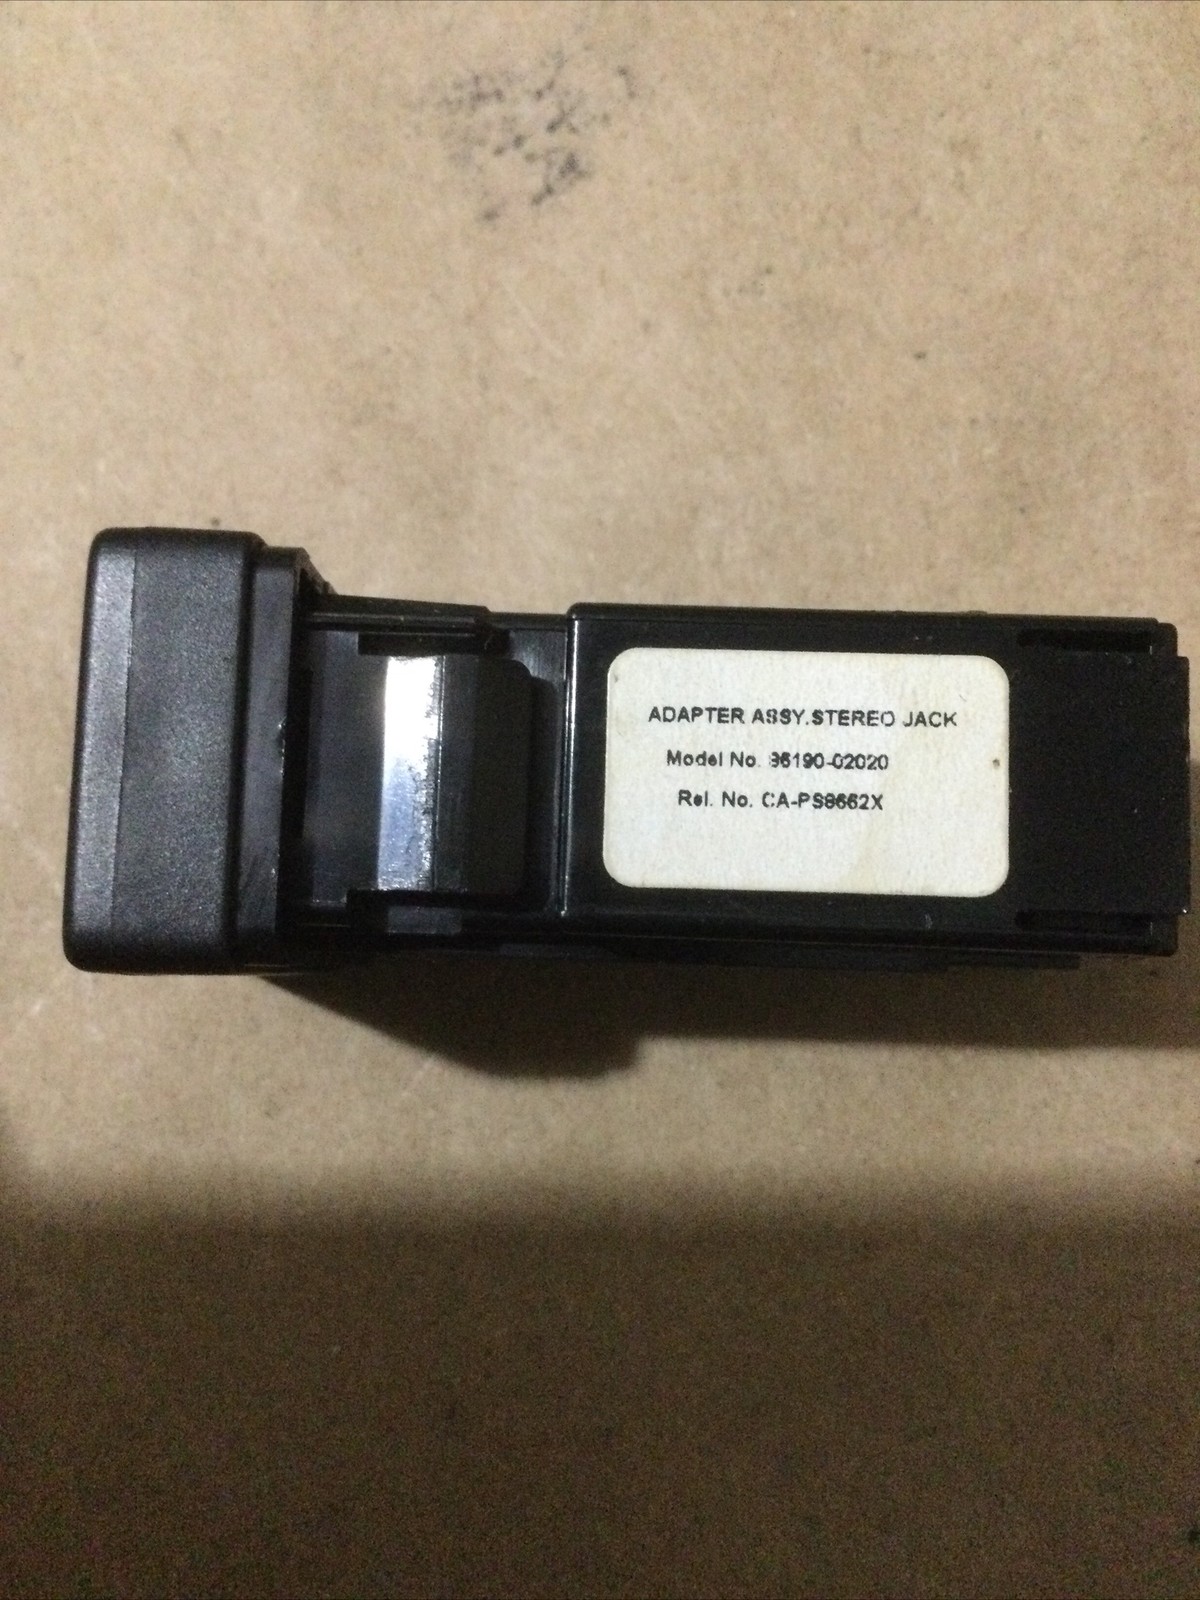 ADAPTER ASSY.STEREO JACK
Model No. 86190-02020
Rel. No. CA-PS8662X